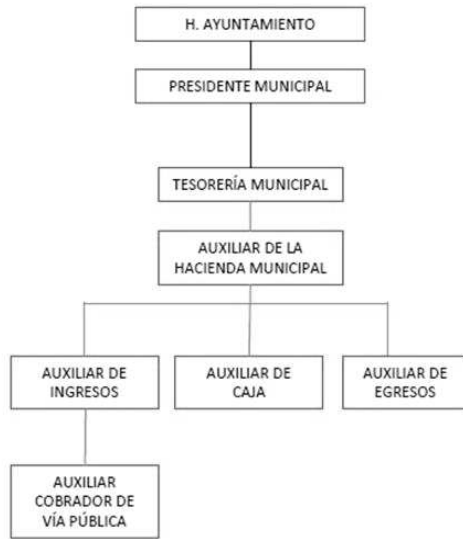 H. AYUNTAMIENTO
PRESIDENTE MUNICIPAL
TESORERÍA MUNICIPAL
AUXILIAR DE LA
HACIENDA MUNICIPAL
AUXILIAR DE
INGRESOS
AUXILIAR DE
CAJA
AUXILIAR DE
EGRESOS
AUXILIAR
COBRADOR DE
VÍA PÚBLICA